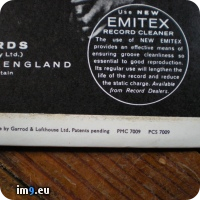 Use NEW
EMITEX
RECORD CLEANER
The use of NEW EMITEX
provides an effective means of
ensuring groove cleanliness so
essential to good reproduction.
Its regular use will lengthen the
life of the record and reduce
the static charge. Available
from Record Dealers
RDS
y Ltd.)
ENGLAND
tain
e by Garrod & Lofthouse Ltd. Patents pending PMC 7009 PCS 7009
im9.eu